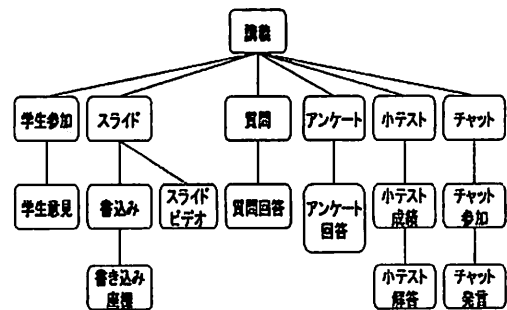 講義
学生参加
スライド
質問
アンケート
小テスト
チャット
学生意見
書込み
スライド
ビデオ
質問回答
アンケート
回答
小テスト
成績
チャット
参加
書き込み
座標
小テスト
解答
チャット
発言